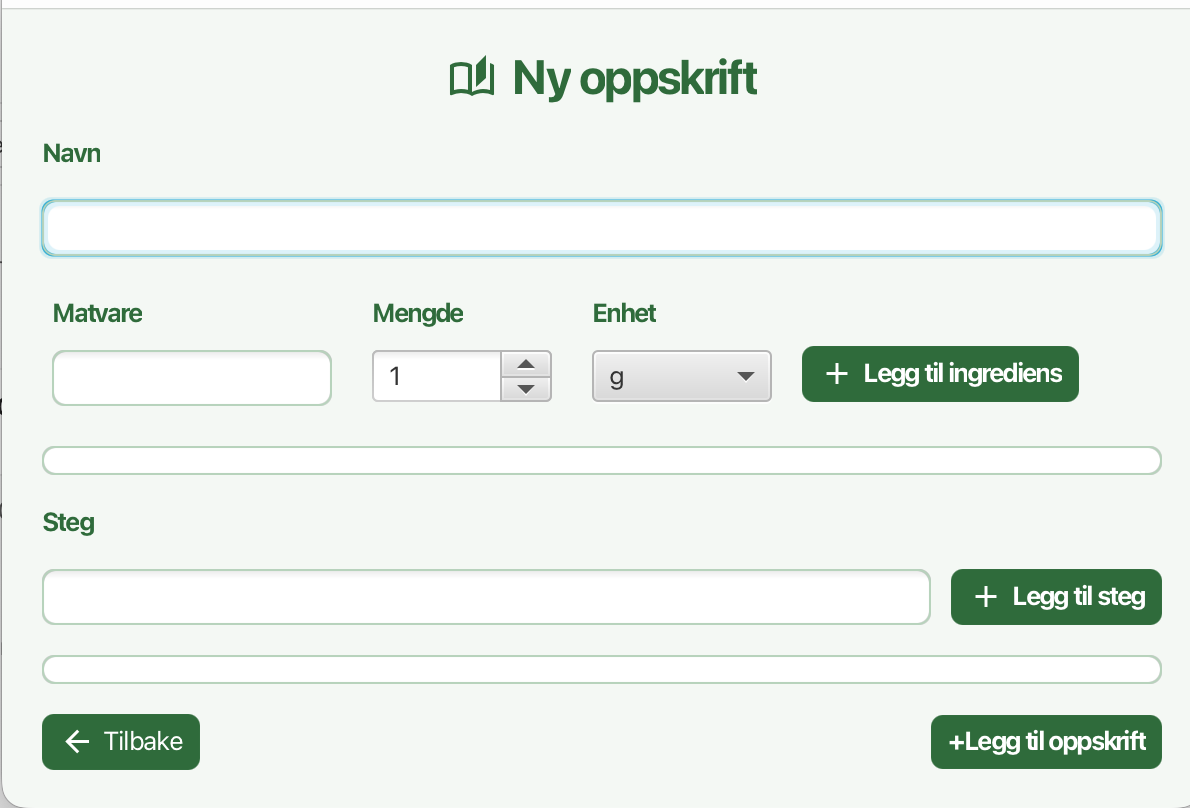 Ny oppskrift
Navn
Matvare Mengde Enhet
1 g + Legg til ingrediens
Steg
+ Legg til steg
← Tilbake +Legg til oppskrift